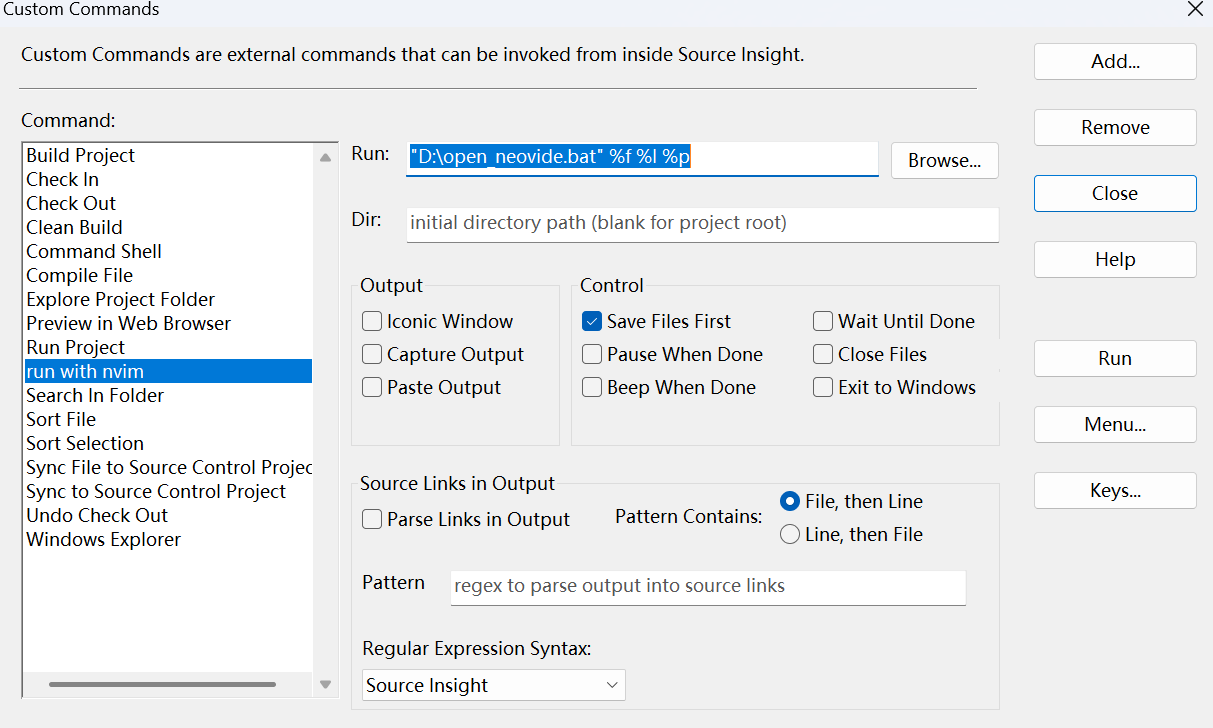 Custom Commands
Custom Commands are external commands that can be invoked from inside Source Insight.
Add...
Command:
Remove
Build Project
Check In
Check Out
Clean Build
Command Shell
Compile File
Explore Project Folder
Preview in Web Browser
Run Project
run with nvim
Search In Folder
Sort File
Sort Selection
Sync File to Source Control Projec
Sync to Source Control Project
Undo Check Out
Windows Explorer
Run: "D:\open_neovide.bat" %f %l %p Browse...
Close
Dir: initial directory path (blank for project root)
Help
Output
Iconic Window
Capture Output
Paste Output
Control
Save Files First Wait Until Done
Pause When Done Close Files
Beep When Done Exit to Windows
Run
Menu...
Keys...
Source Links in Output
Parse Links in Output Pattern Contains: File, then Line
Line, then File
Pattern regex to parse output into source links
Regular Expression Syntax:
Source Insight